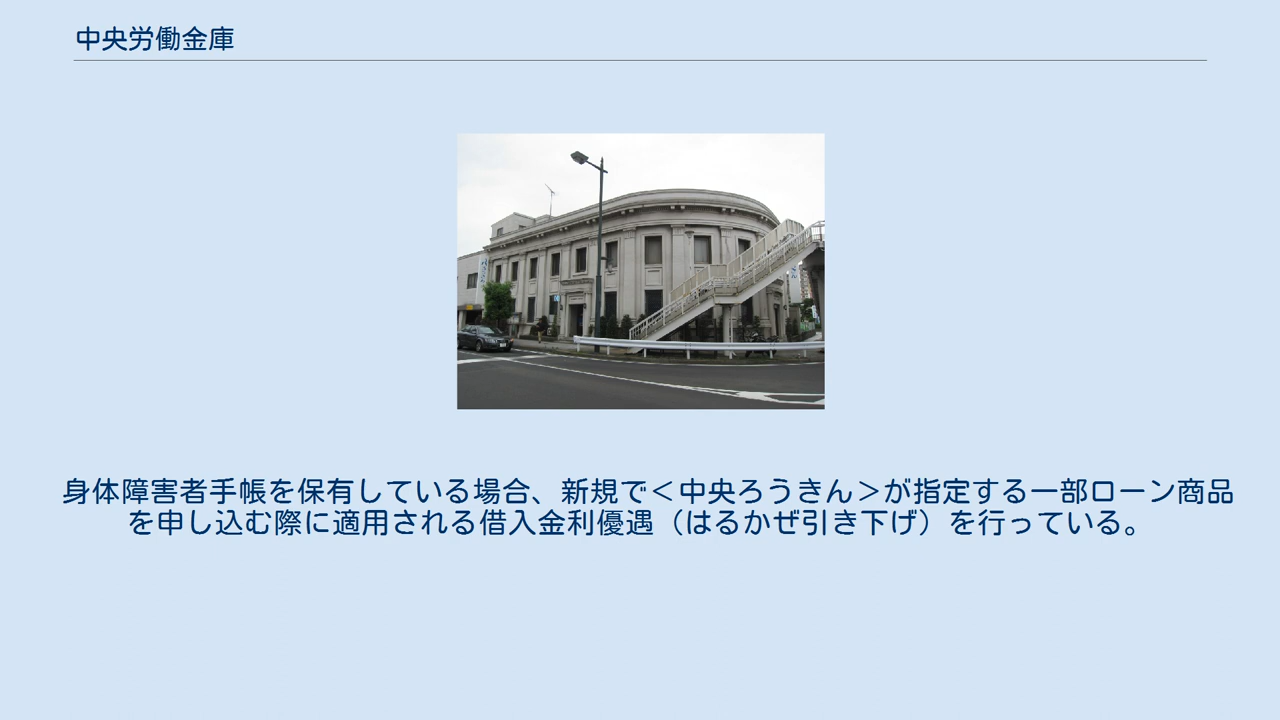 中央労働金庫
身体障害者手帳を保有している場合、新規で＜中央ろうきん＞が指定する一部ローン商品
を申し込む際に適用される借入金利優遇（はるかぜ引き下げ）を行っている。